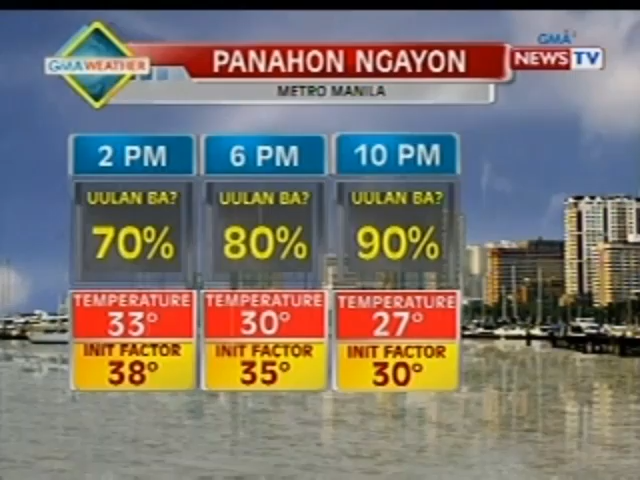 GMA WEATHER
PANAHON NGAYON
METRO MANILA
GMA
NEWS TV
2 PM
UULAN BA?
70%
TEMPERATURE
33°
INIT FACTOR
38°
6 PM
UULAN BA?
80%
TEMPERATURE
30°
INIT FACTOR
35°
10 PM
UULAN BA?
90%
TEMPERATURE
27°
INIT FACTOR
30°